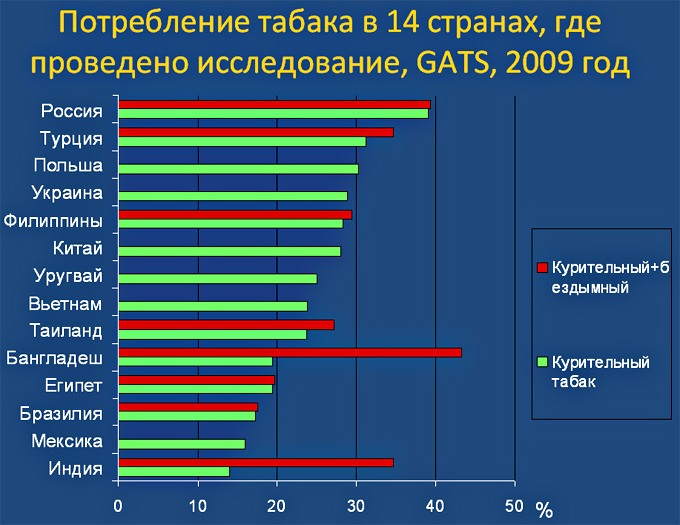 Потребление табака в 14 странах, где
проведено исследование, GATS, 2009 год
Россия
Турция
Польша
Украина
Филиппины
Китай
Уругвай
Вьетнам
Таиланд
Бангладеш
Египет
Бразилия
Мексика
Индия
0 10 20 30 40 50 %
Курительный+б
ездымный
Курительный
табак